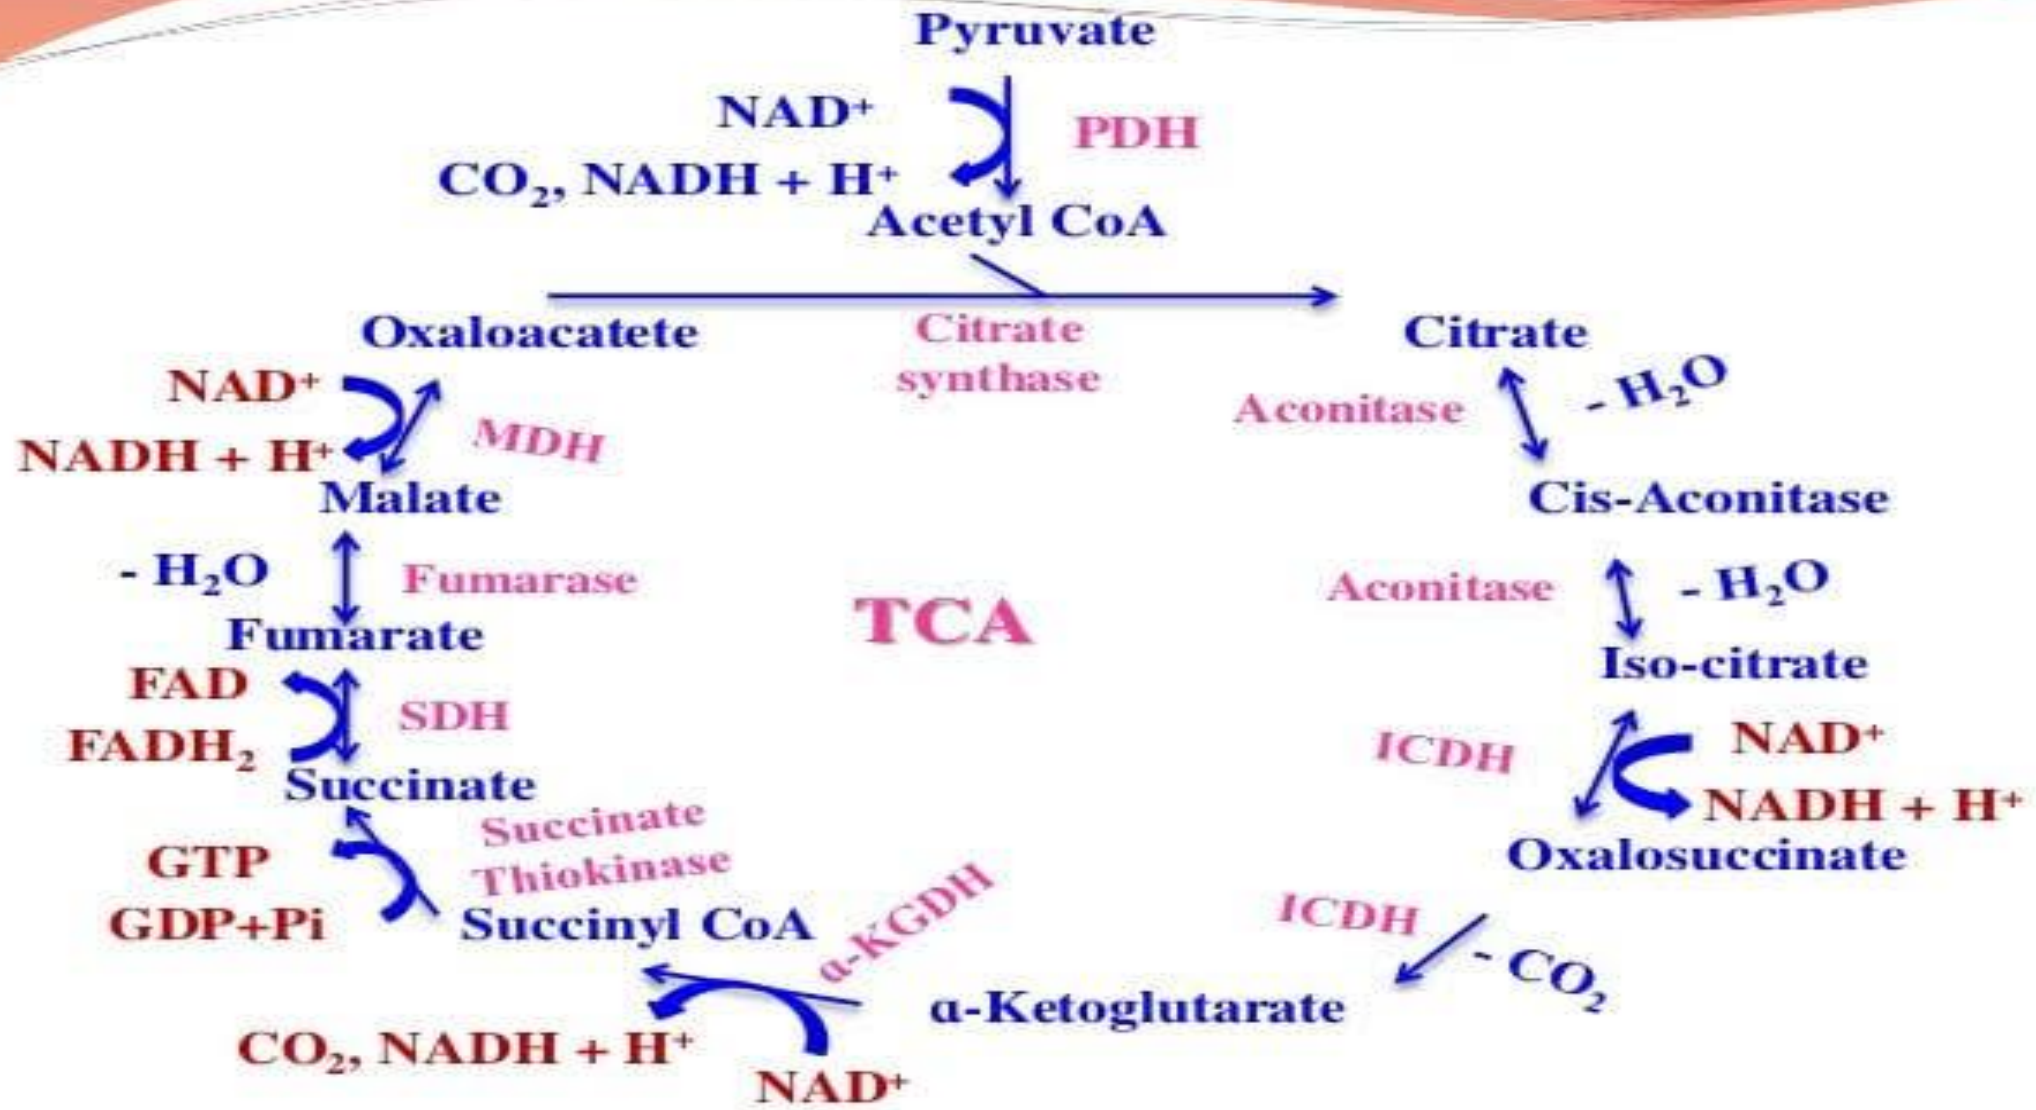 Pyruvate
NAD⁺
PDH
CO₂, NADH + H⁺
Acetyl CoA
Oxaloacatete
Citrate
synthase
Citrate
NAD⁺
NADH + H⁺
MDH
Aconitase
- H₂O
Malate
Cis-Aconitase
- H₂O
Fumarase
TCA
Aconitase
- H₂O
Fumarate
Iso-citrate
FAD
FADH₂
SDH
ICDH
NAD⁺
NADH + H⁺
Succinate
Oxalosuccinate
Succinate
Thiokinase
GTP
GDP+Pi
Succinyl CoA
α-KGDH
ICDH
- CO₂
α-Ketoglutarate
CO₂, NADH + H⁺
NAD⁺